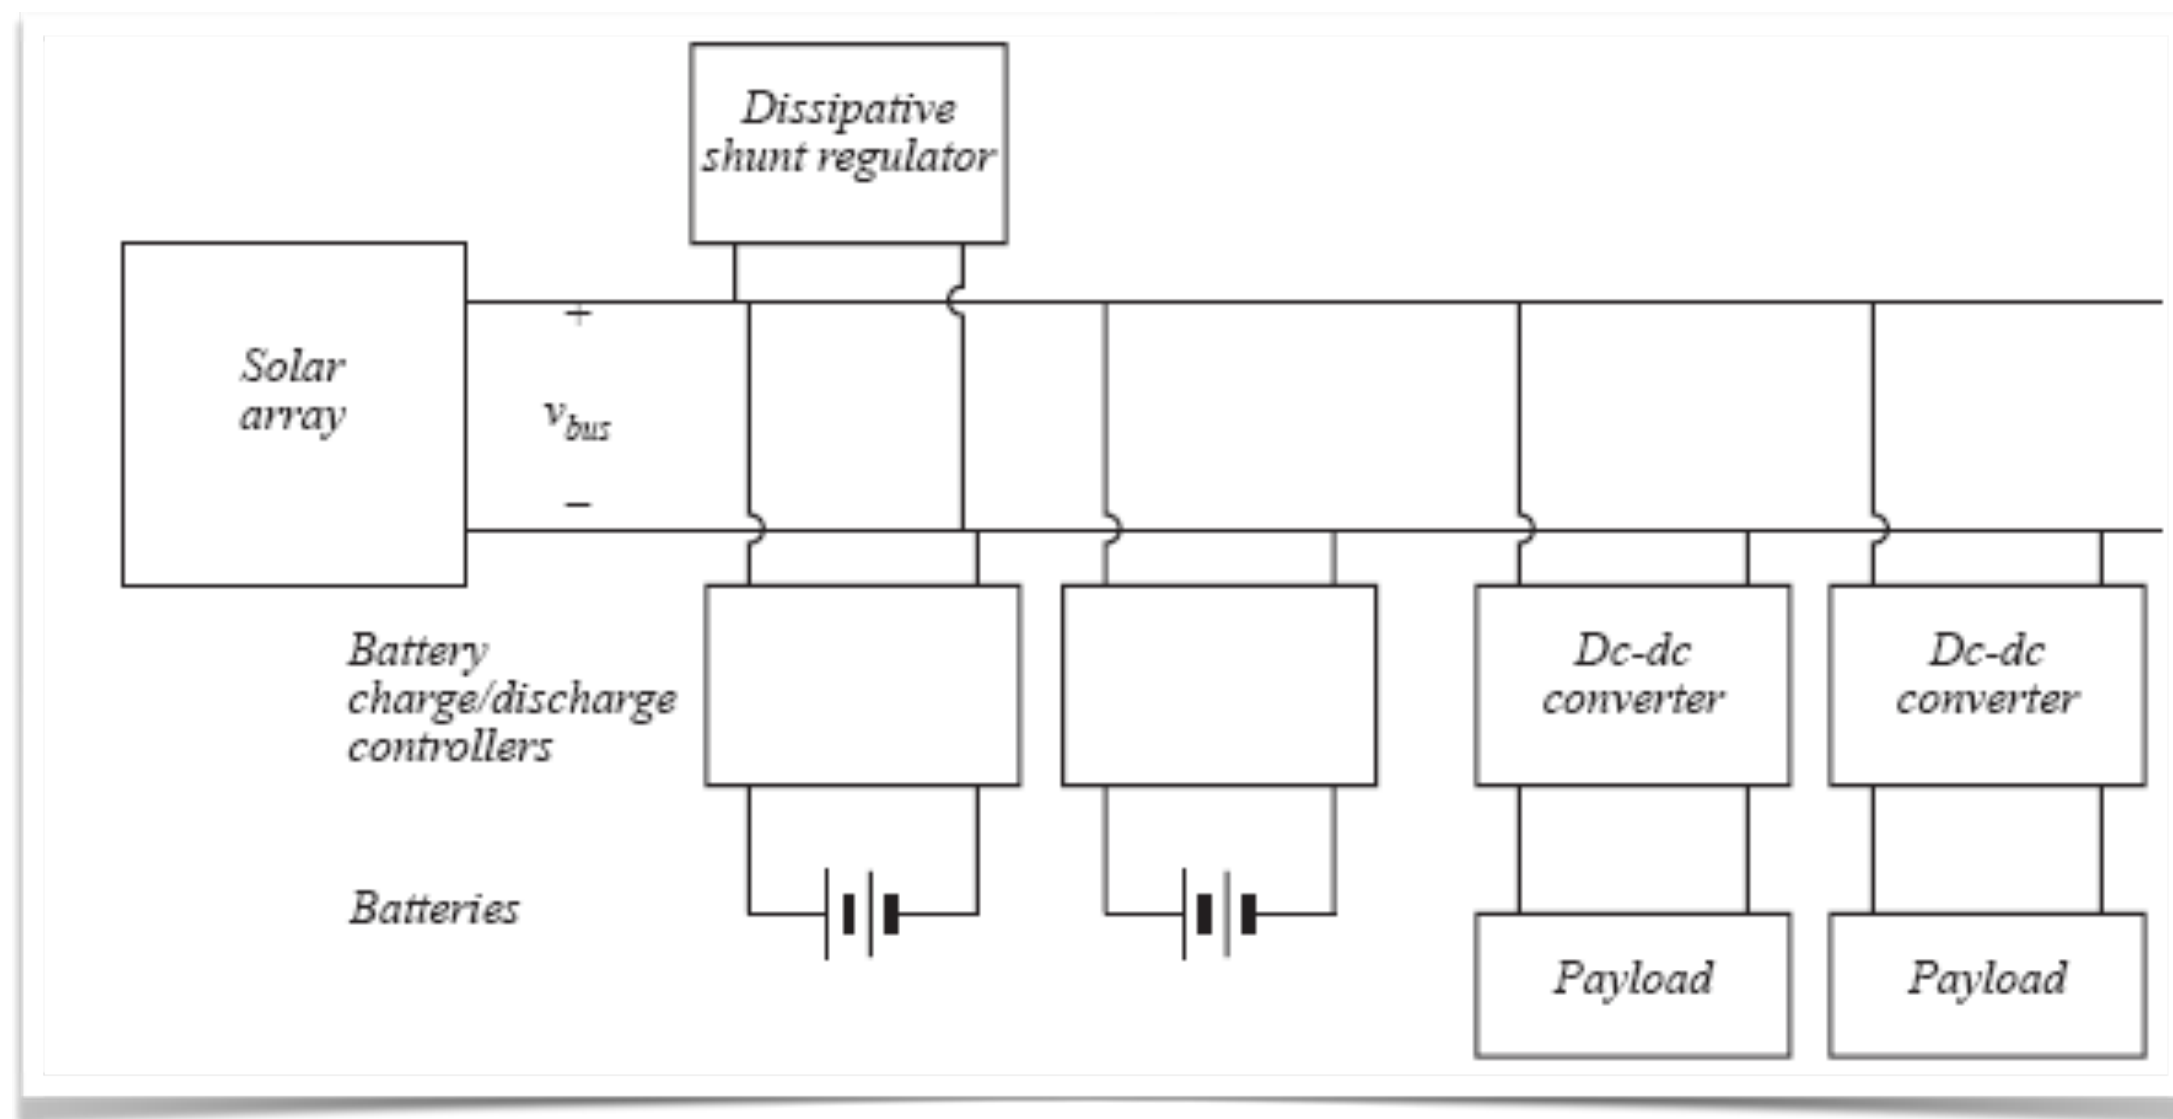 Dissipative
shunt regulator
Solar
array
+
v_bus
–
Battery
charge/discharge
controllers
Dc-dc
converter
Dc-dc
converter
Batteries
Payload
Payload